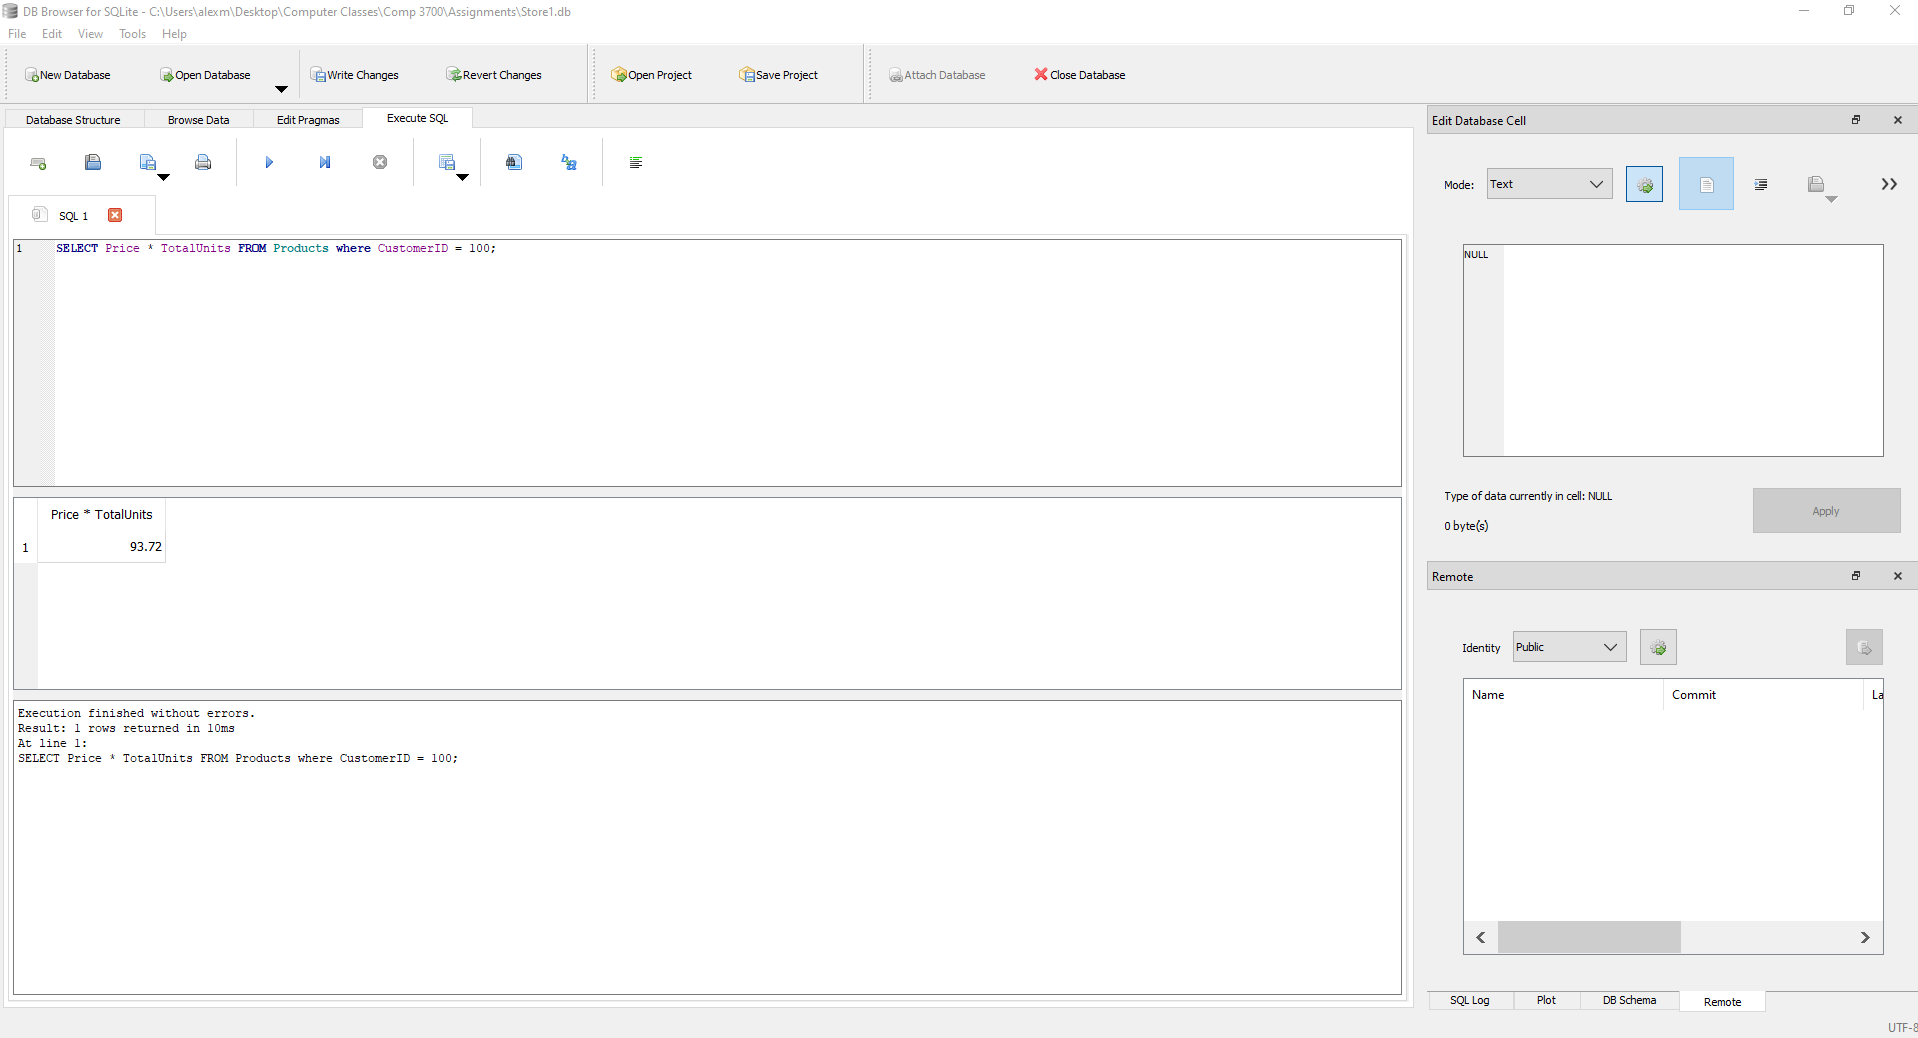 DB Browser for SQLite - C:\Users\alexm\Desktop\Computer Classes\Comp 3700\Assignments\Store1.db
File Edit View Tools Help
New Database Open Database Write Changes Revert Changes Open Project Save Project Attach Database Close Database
Database Structure Browse Data Edit Pragmas Execute SQL
SQL 1
1 SELECT Price * TotalUnits FROM Products where CustomerID = 100;
Price * TotalUnits
1 93.72
Execution finished without errors.
Result: 1 rows returned in 10ms
At line 1:
SELECT Price * TotalUnits FROM Products where CustomerID = 100;
Edit Database Cell
Mode: Text
NULL
Type of data currently in cell: NULL
0 byte(s)
Apply
Remote
Identity Public
Name Commit La
SQL Log Plot DB Schema Remote
UTF-8